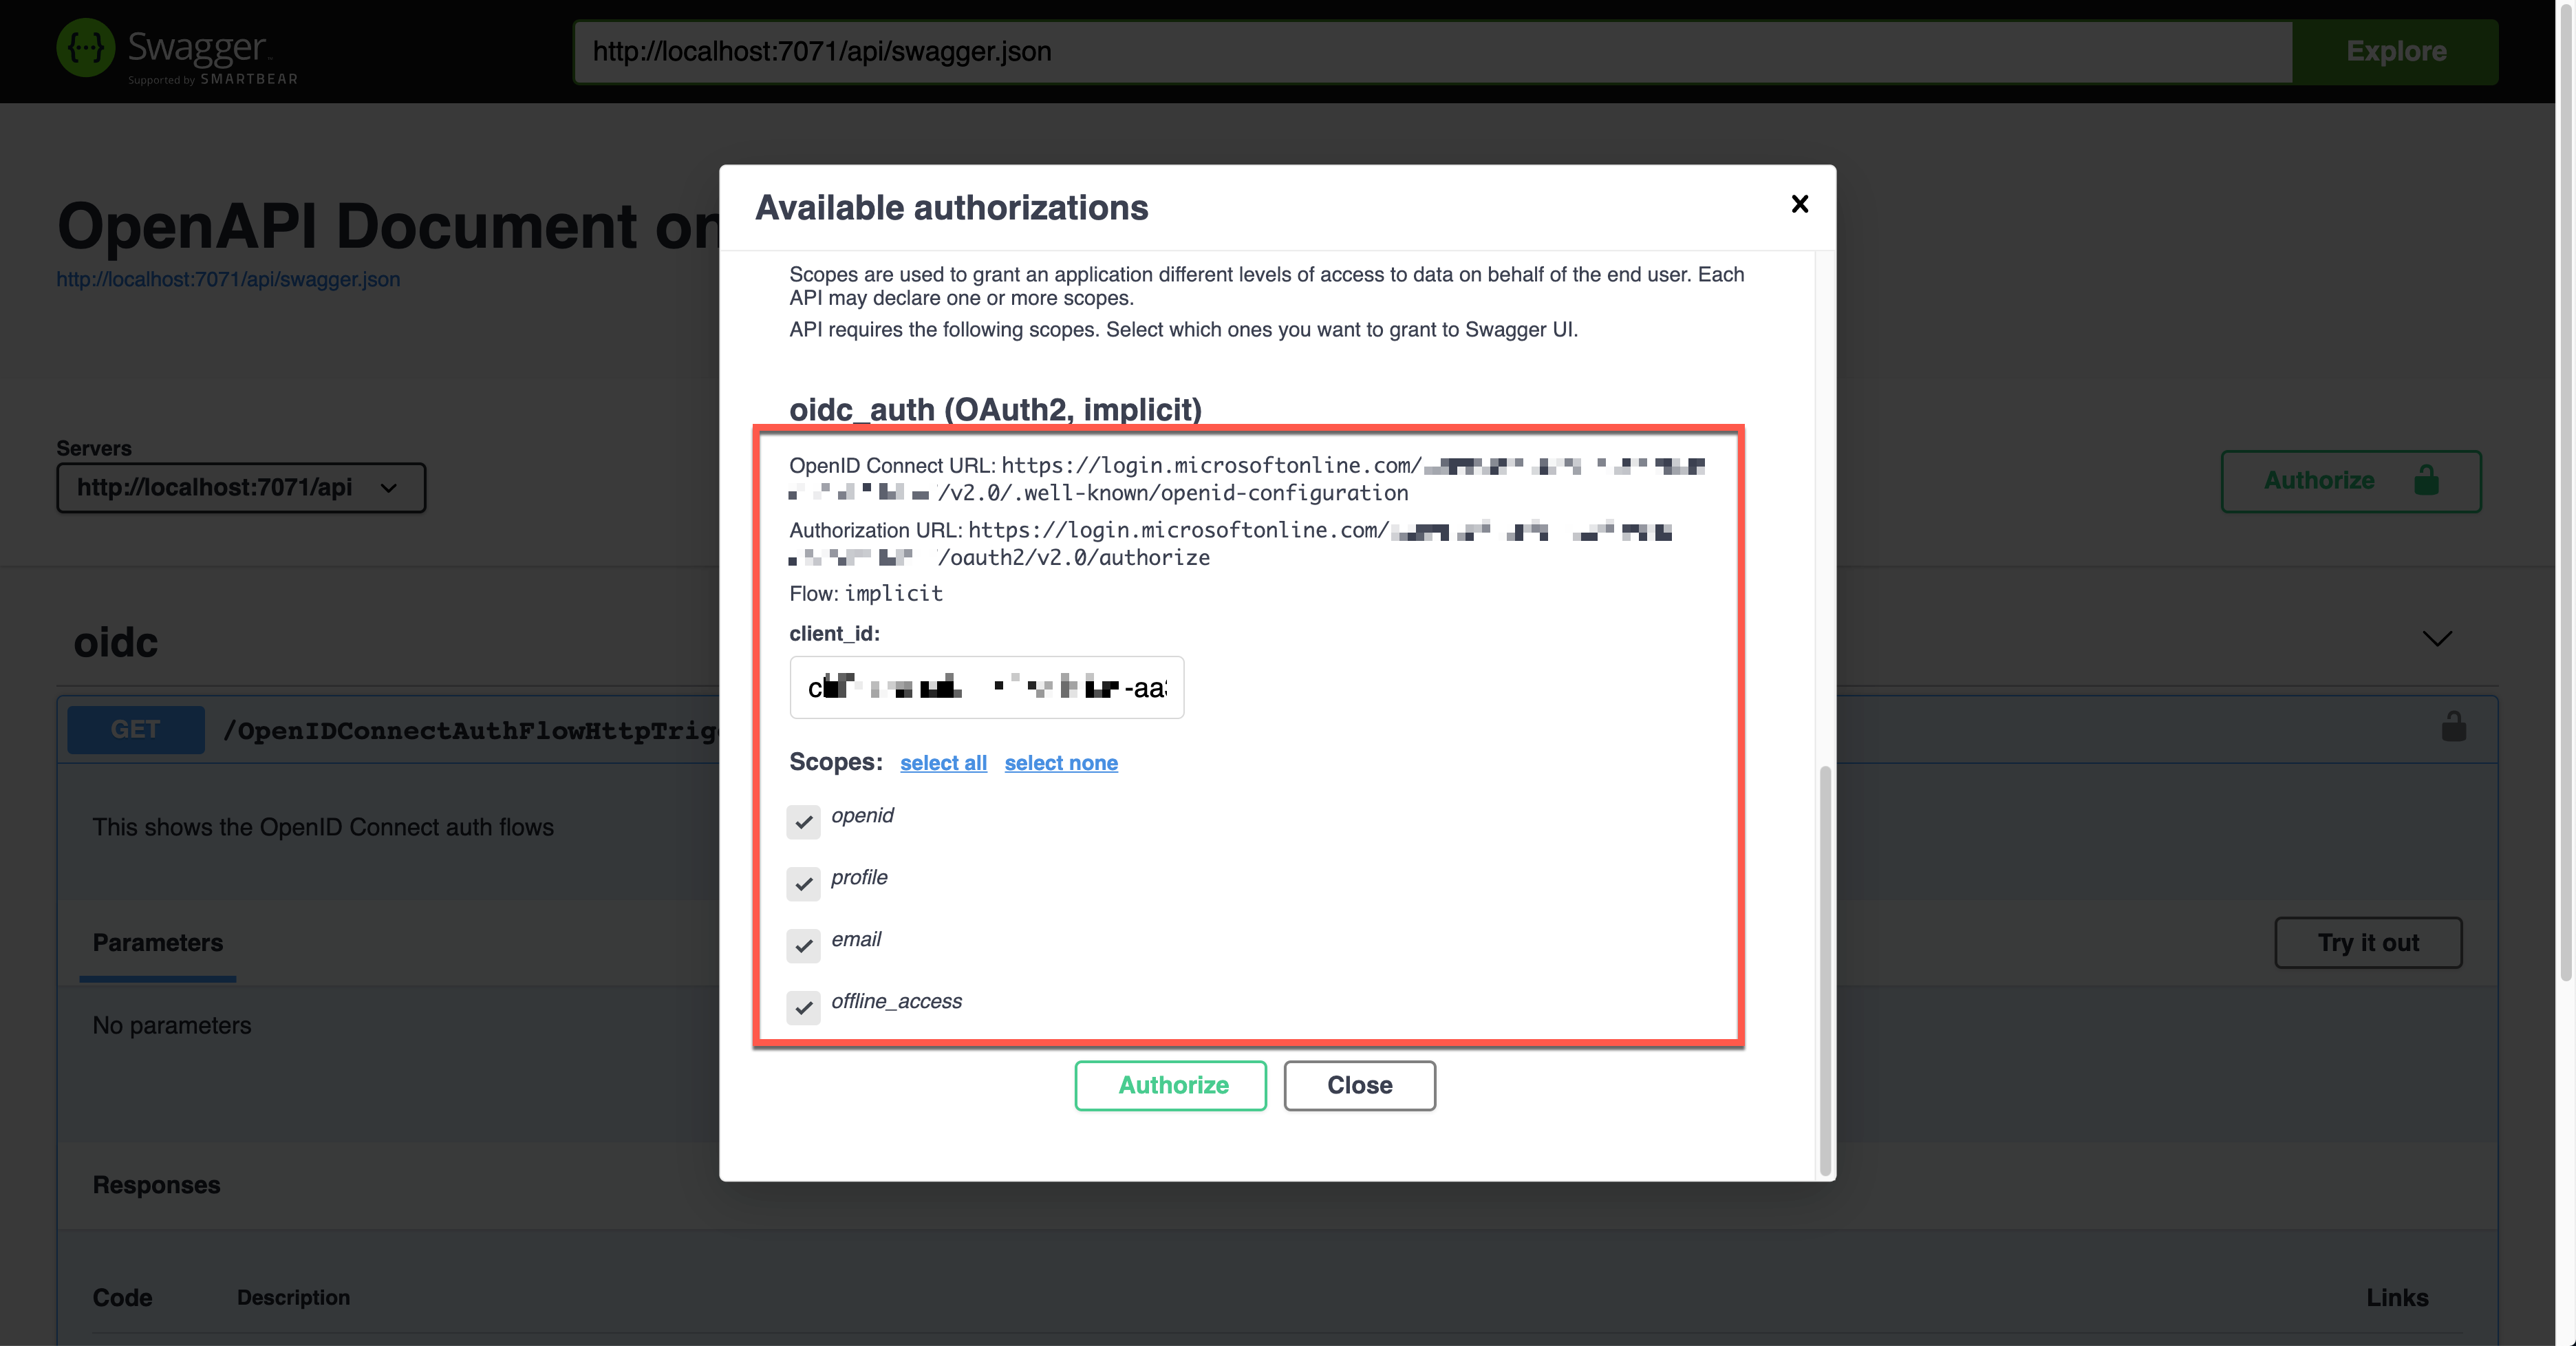 Swagger
Supported by SMARTBEAR
http://localhost:7071/api/swagger.json
Explore
OpenAPI Document on
http://localhost:7071/api/swagger.json
Servers
http://localhost:7071/api
Authorize
oidc
GET /OpenIDConnectAuthFlowHttpTrig
This shows the OpenID Connect auth flows
Parameters
Try it out
No parameters
Responses
Code Description Links
Available authorizations
Scopes are used to grant an application different levels of access to data on behalf of the end user. Each
API may declare one or more scopes.
API requires the following scopes. Select which ones you want to grant to Swagger UI.
oidc_auth (OAuth2, implicit)
OpenID Connect URL: https://login.microsoftonline.com/
/v2.0/.well-known/openid-configuration
Authorization URL: https://login.microsoftonline.com/
/oauth2/v2.0/authorize
Flow: implicit
client_id:
-aa
Scopes: select all select none
openid
profile
email
offline_access
Authorize Close